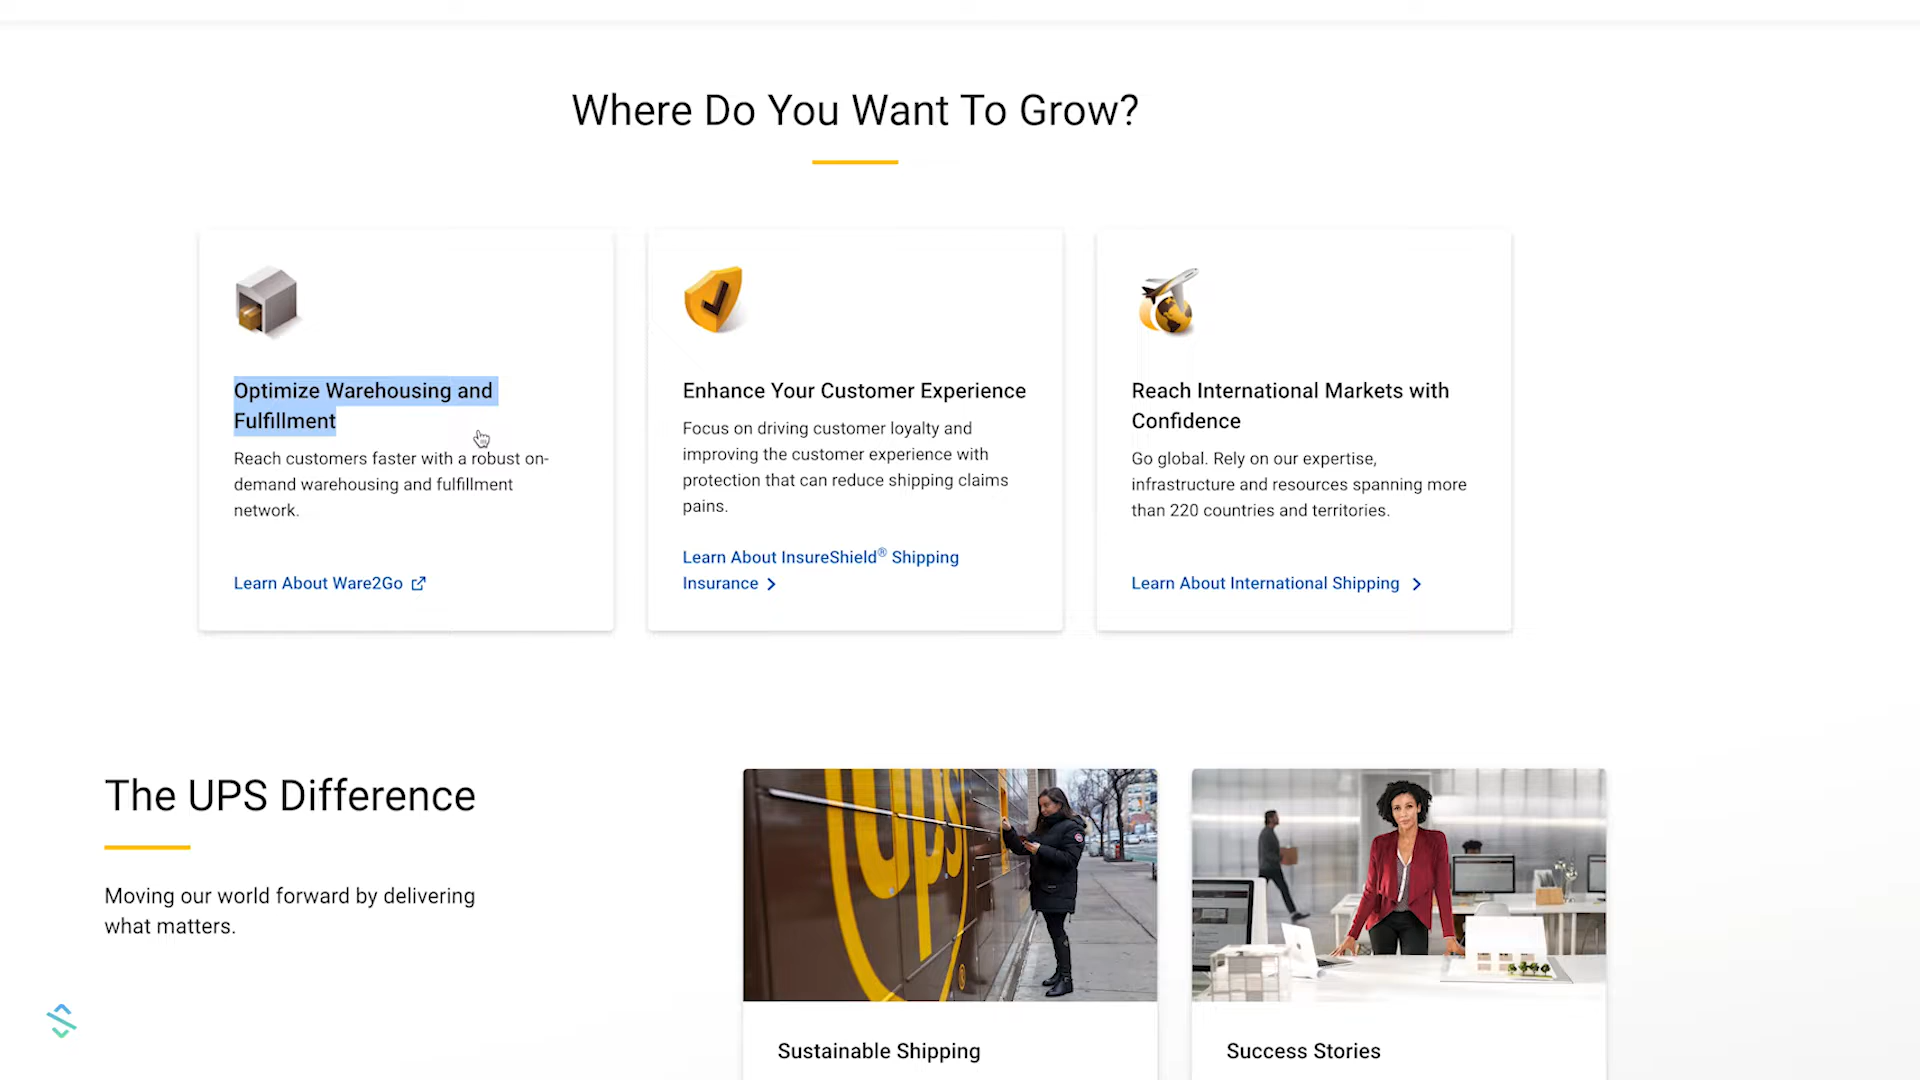 Where Do You Want To Grow?
Optimize Warehousing and
Fulfillment
Reach customers faster with a robust on-
demand warehousing and fulfillment
network.
Learn About Ware2Go
Enhance Your Customer Experience
Focus on driving customer loyalty and
improving the customer experience with
protection that can reduce shipping claims
pains.
Learn About InsureShield® Shipping
Insurance
Reach International Markets with
Confidence
Go global. Rely on our expertise,
infrastructure and resources spanning more
than 220 countries and territories.
Learn About International Shipping
The UPS Difference
Moving our world forward by delivering
what matters.
ups
Sustainable Shipping
Success Stories